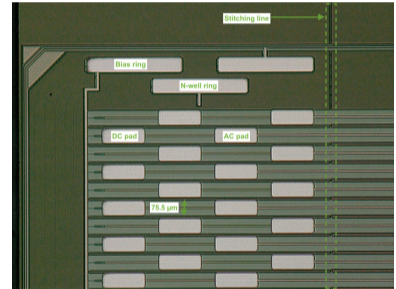 Stitching line
Bias ring
N-well ring
DC pad
AC pad
75.5 µm